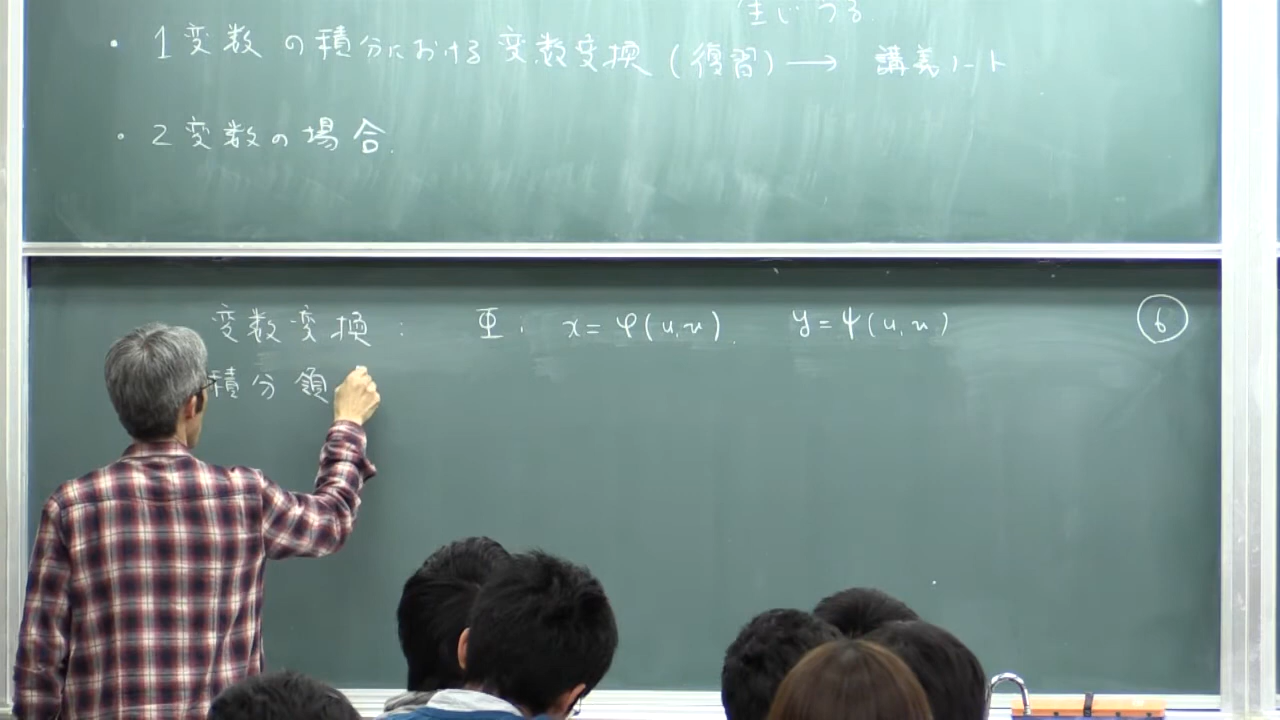 生じうる.
・1変数の積分における変数変換(復習)→ 講義ノート
・2変数の場合.
変数変換: Φ: x=φ(u,v), y=ψ(u,v) ⑥
積分領